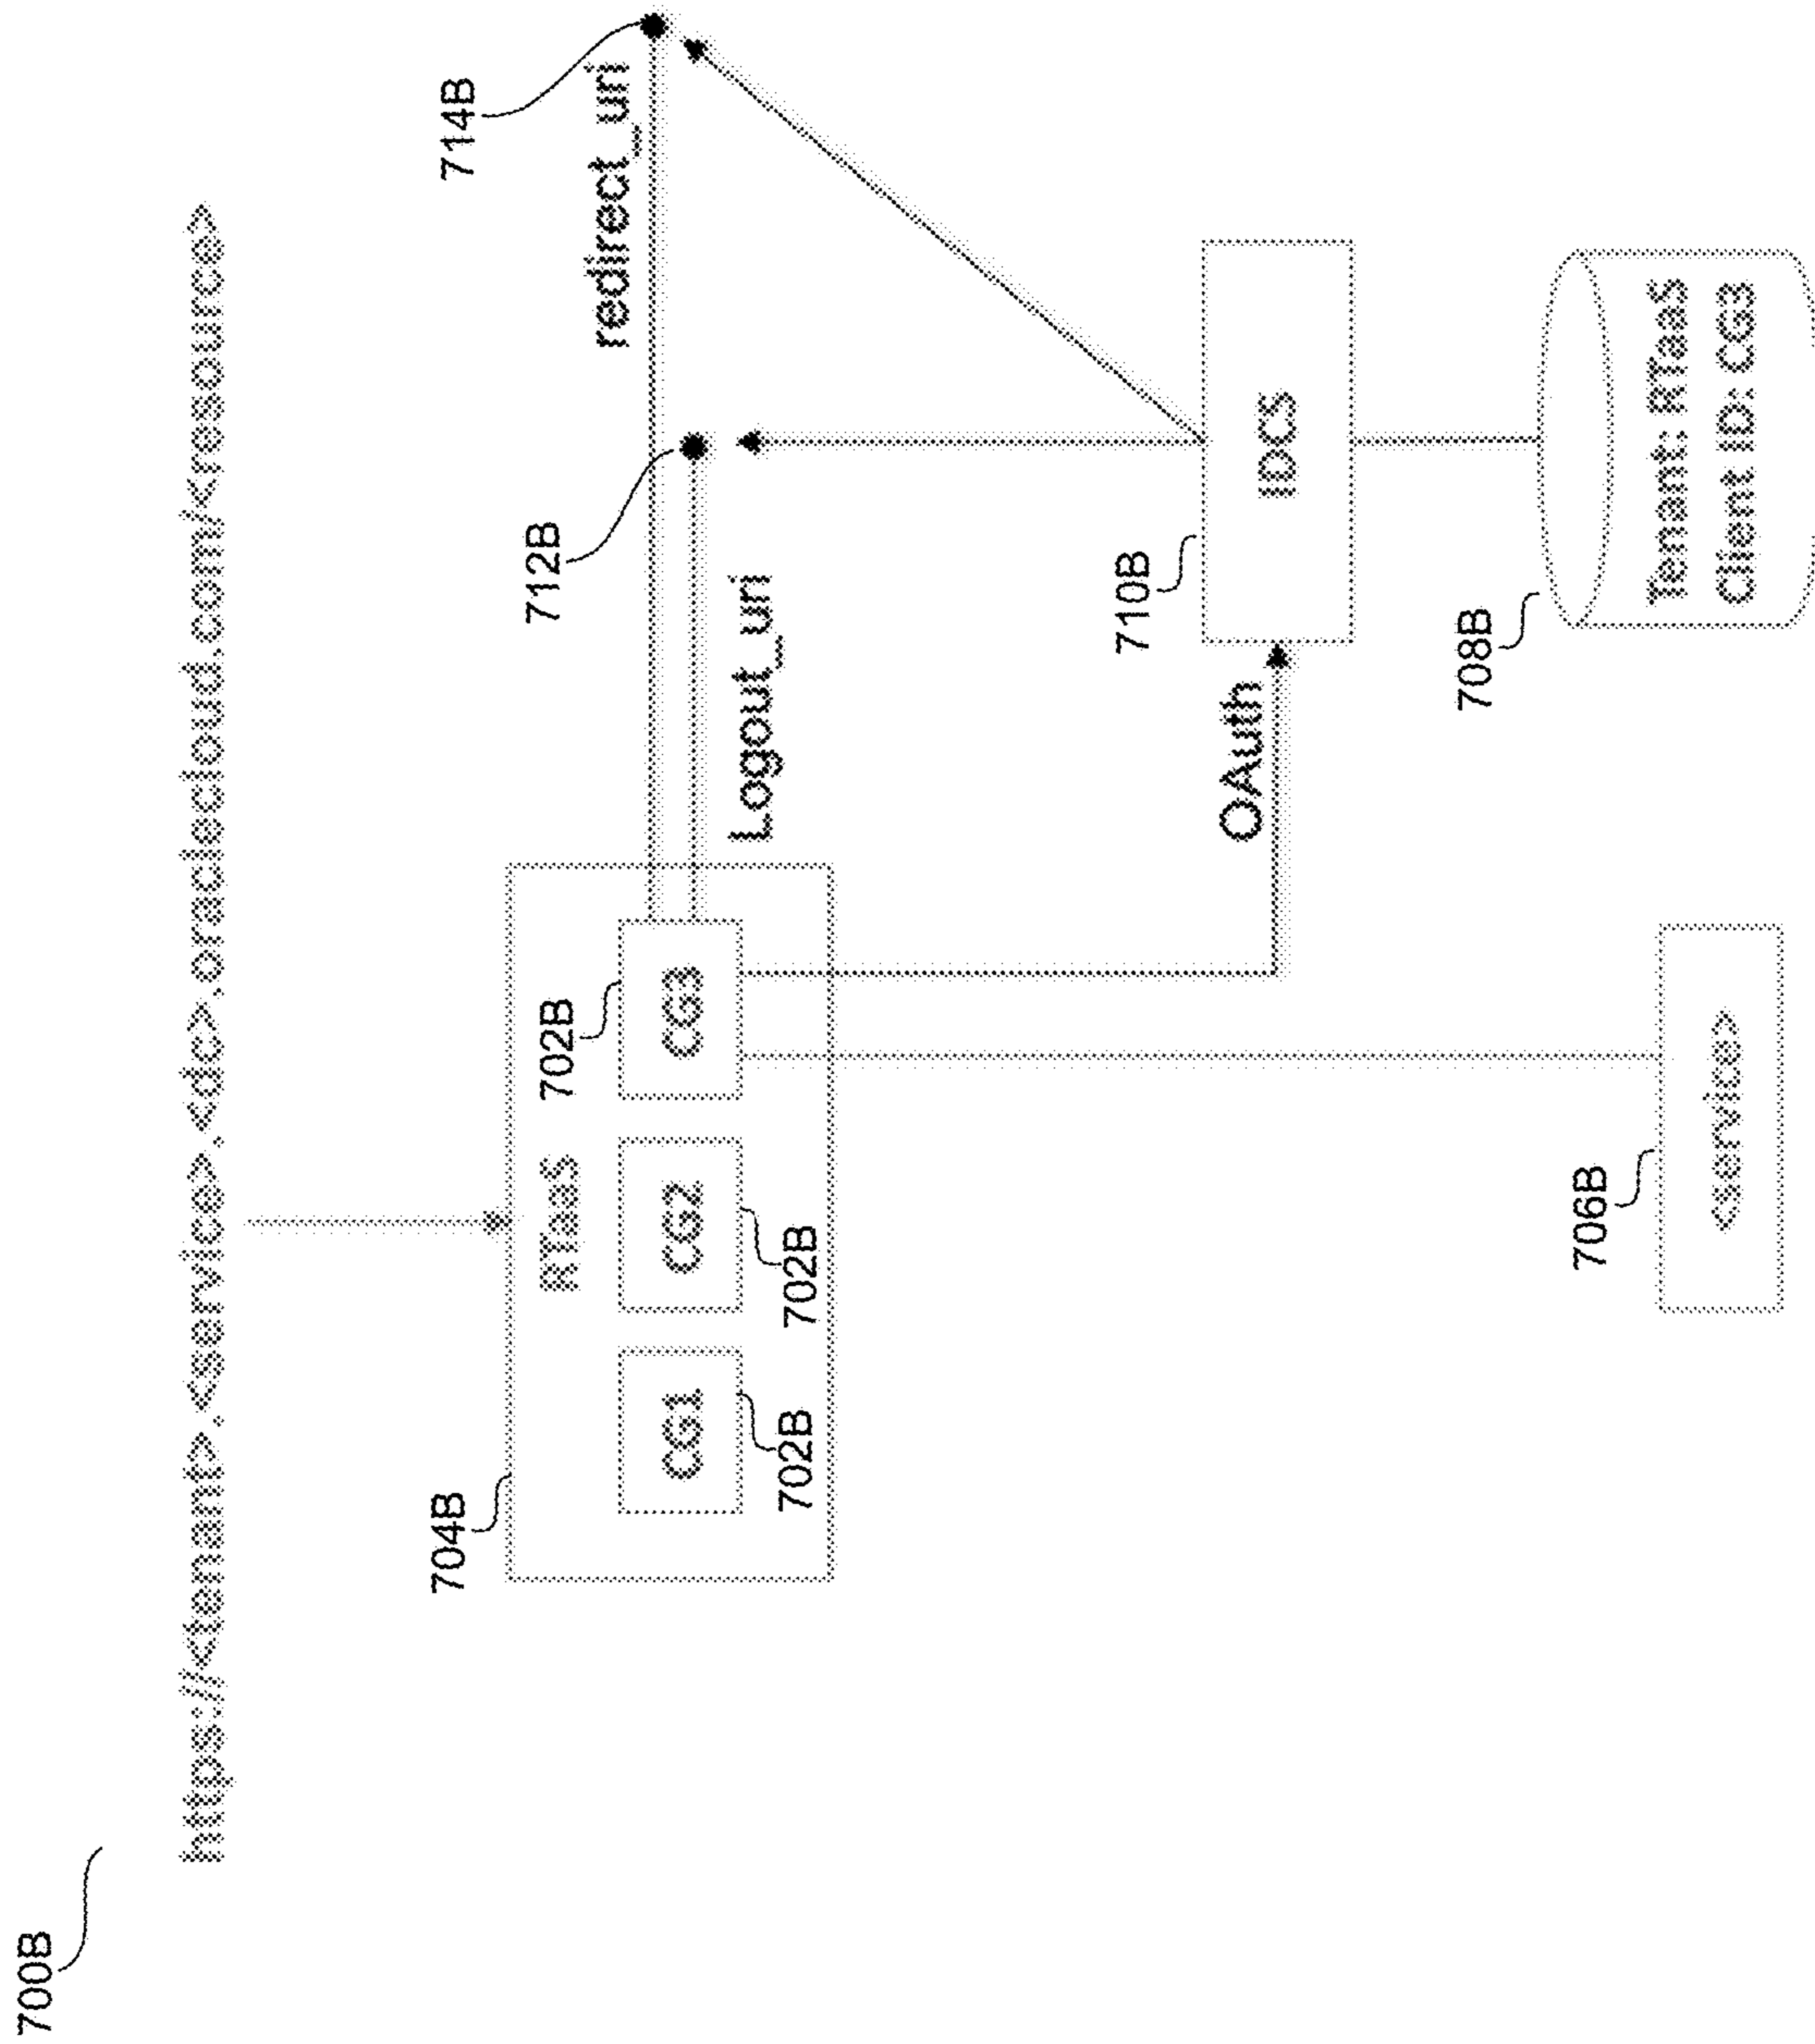 700B
https://<tenant>.<service>.<dc>.oraclecloud.com/<resource>
704B
RTaaS
702B
CG1
CG2
CG3
702B
702B
714B
redirect_uri
712B
Logout_uri
710B
OAuth
IDCS
708B
Tenant: RTaaS
Client ID: CG3
706B
<service>